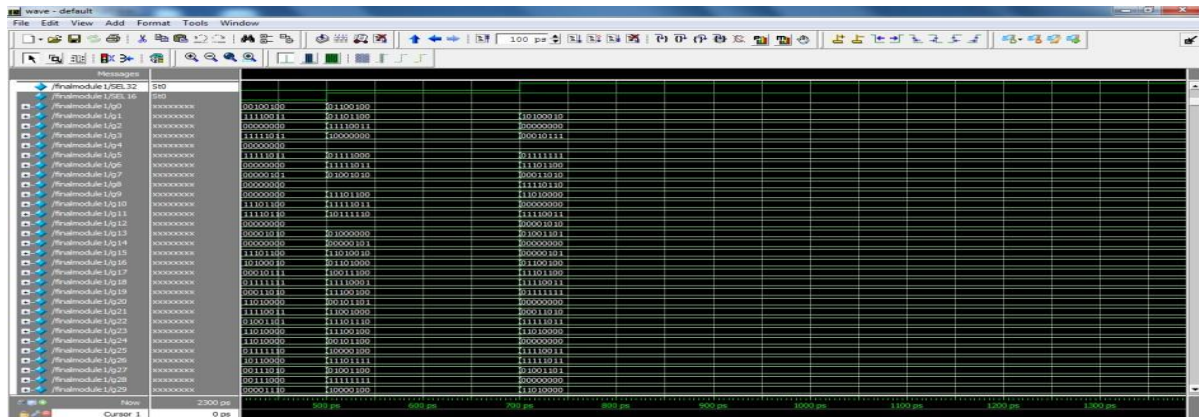 wave - default
File Edit View Add Format Tools Window
100 ps
Messages
/finalmodule1/SEL32 St0
/finalmodule1/SEL16 St0
/finalmodule1/g0 xxxxxxxx 00100100 01100100
/finalmodule1/g1 xxxxxxxx 11110011 01101100 10100010
/finalmodule1/g2 xxxxxxxx 00000000 11110011 00000000
/finalmodule1/g3 xxxxxxxx 11111011 10000000 00010111
/finalmodule1/g4 xxxxxxxx 00000000
/finalmodule1/g5 xxxxxxxx 11111011 01111000 01111111
/finalmodule1/g6 xxxxxxxx 00000000 11111011 11101100
/finalmodule1/g7 xxxxxxxx 00000101 01001010 00011010
/finalmodule1/g8 xxxxxxxx 00000000 11110110
/finalmodule1/g9 xxxxxxxx 00000000 11101100 11010000
/finalmodule1/g10 xxxxxxxx 11101100 11111011 00000000
/finalmodule1/g11 xxxxxxxx 11110110 10111110 11110011
/finalmodule1/g12 xxxxxxxx 00000000 00001010
/finalmodule1/g13 xxxxxxxx 00001010 01000000 01001101
/finalmodule1/g14 xxxxxxxx 00000000 00000101 00000000
/finalmodule1/g15 xxxxxxxx 11101100 11010010 00000101
/finalmodule1/g16 xxxxxxxx 10100010 01101000 01100100
/finalmodule1/g17 xxxxxxxx 00010111 10011100 11101100
/finalmodule1/g18 xxxxxxxx 01111111 11110001 11110011
/finalmodule1/g19 xxxxxxxx 00011010 11100100 01111111
/finalmodule1/g20 xxxxxxxx 11010000 00101101 00000000
/finalmodule1/g21 xxxxxxxx 11110011 11001000 00011010
/finalmodule1/g22 xxxxxxxx 01001101 11101110 11111011
/finalmodule1/g23 xxxxxxxx 11010000 11100100 11010000
/finalmodule1/g24 xxxxxxxx 11010000 00101100 00000000
/finalmodule1/g25 xxxxxxxx 01111110 10000100 11110011
/finalmodule1/g26 xxxxxxxx 10110000 11101111 11111011
/finalmodule1/g27 xxxxxxxx 00111010 01001100 01001101
/finalmodule1/g28 xxxxxxxx 00111000 11111111 00000000
/finalmodule1/g29 xxxxxxxx 00001110 10000100 11010000
Now 2300 ps 500 ps 600 ps 700 ps 800 ps 900 ps 1000 ps 1100 ps 1200 ps 1300 ps
Cursor 1 0 ps